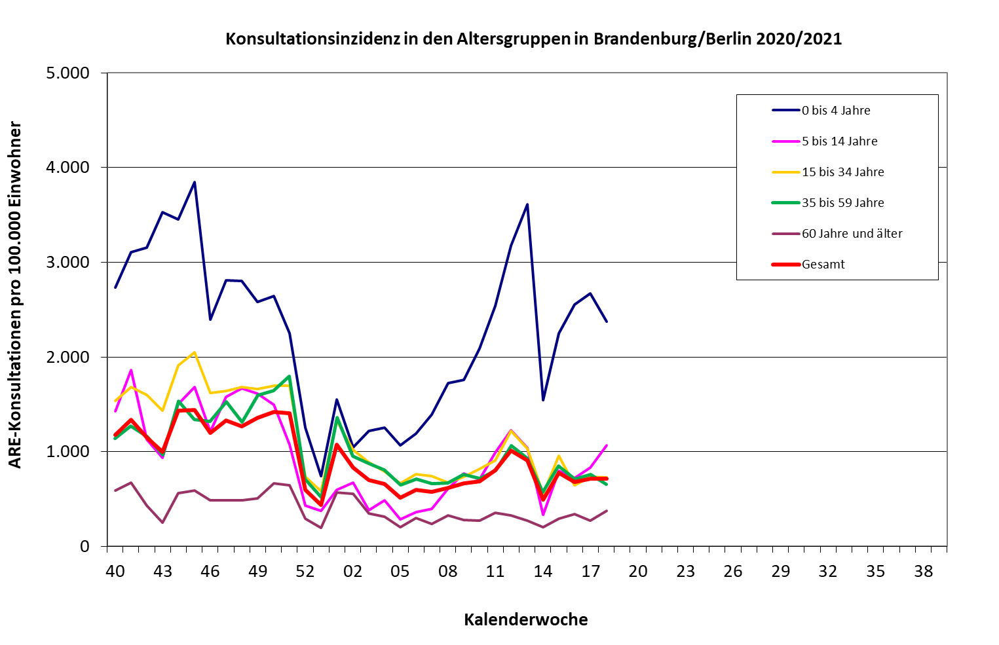 Konsultationsinzidenz in den Altersgruppen in Brandenburg/Berlin 2020/2021
ARE-Konsultationen pro 100.000 Einwohner
5.000
4.000
3.000
2.000
1.000
0
0 bis 4 Jahre
5 bis 14 Jahre
15 bis 34 Jahre
35 bis 59 Jahre
60 Jahre und älter
Gesamt
40 43 46 49 52 02 05 08 11 14 17 20 23 26 29 32 35 38
Kalenderwoche